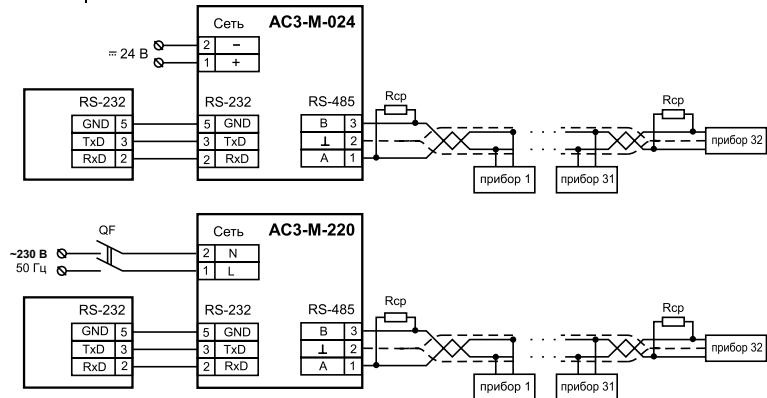 Сеть
АС3-М-024
2 –
1 +
⎓ 24 В
RS-232
RS-232
RS-485
GND 5
TxD 3
RxD 2
5 GND
3 TxD
2 RxD
B 3
⊥ 2
A 1
Rср
Rср
прибор 1
прибор 31
прибор 32
Сеть
АС3-М-220
QF
~230 В
50 Гц
2 N
1 L
RS-232
RS-232
RS-485
GND 5
TxD 3
RxD 2
5 GND
3 TxD
2 RxD
B 3
⊥ 2
A 1
Rср
Rср
прибор 1
прибор 31
прибор 32